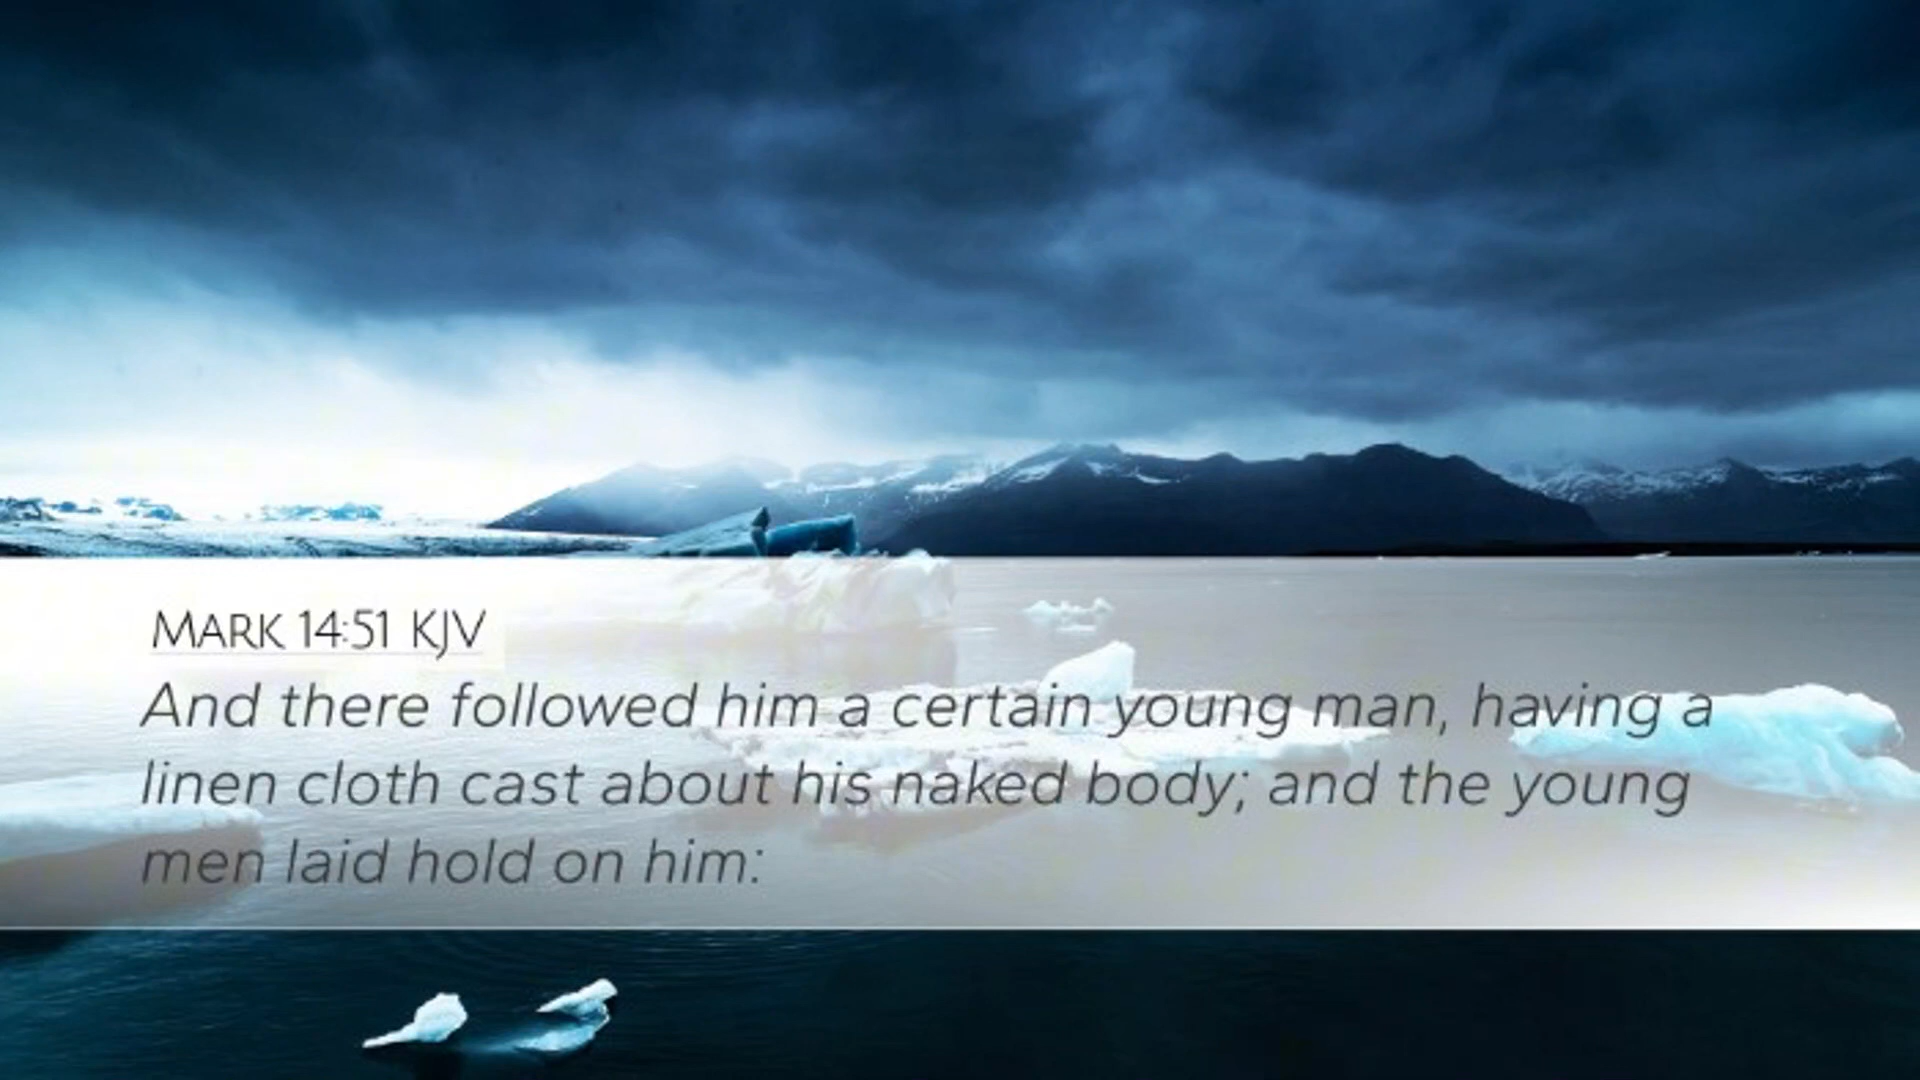 Mark 14:51 KJV
And there followed him a certain young man, having a
linen cloth cast about his naked body; and the young
men laid hold on him: